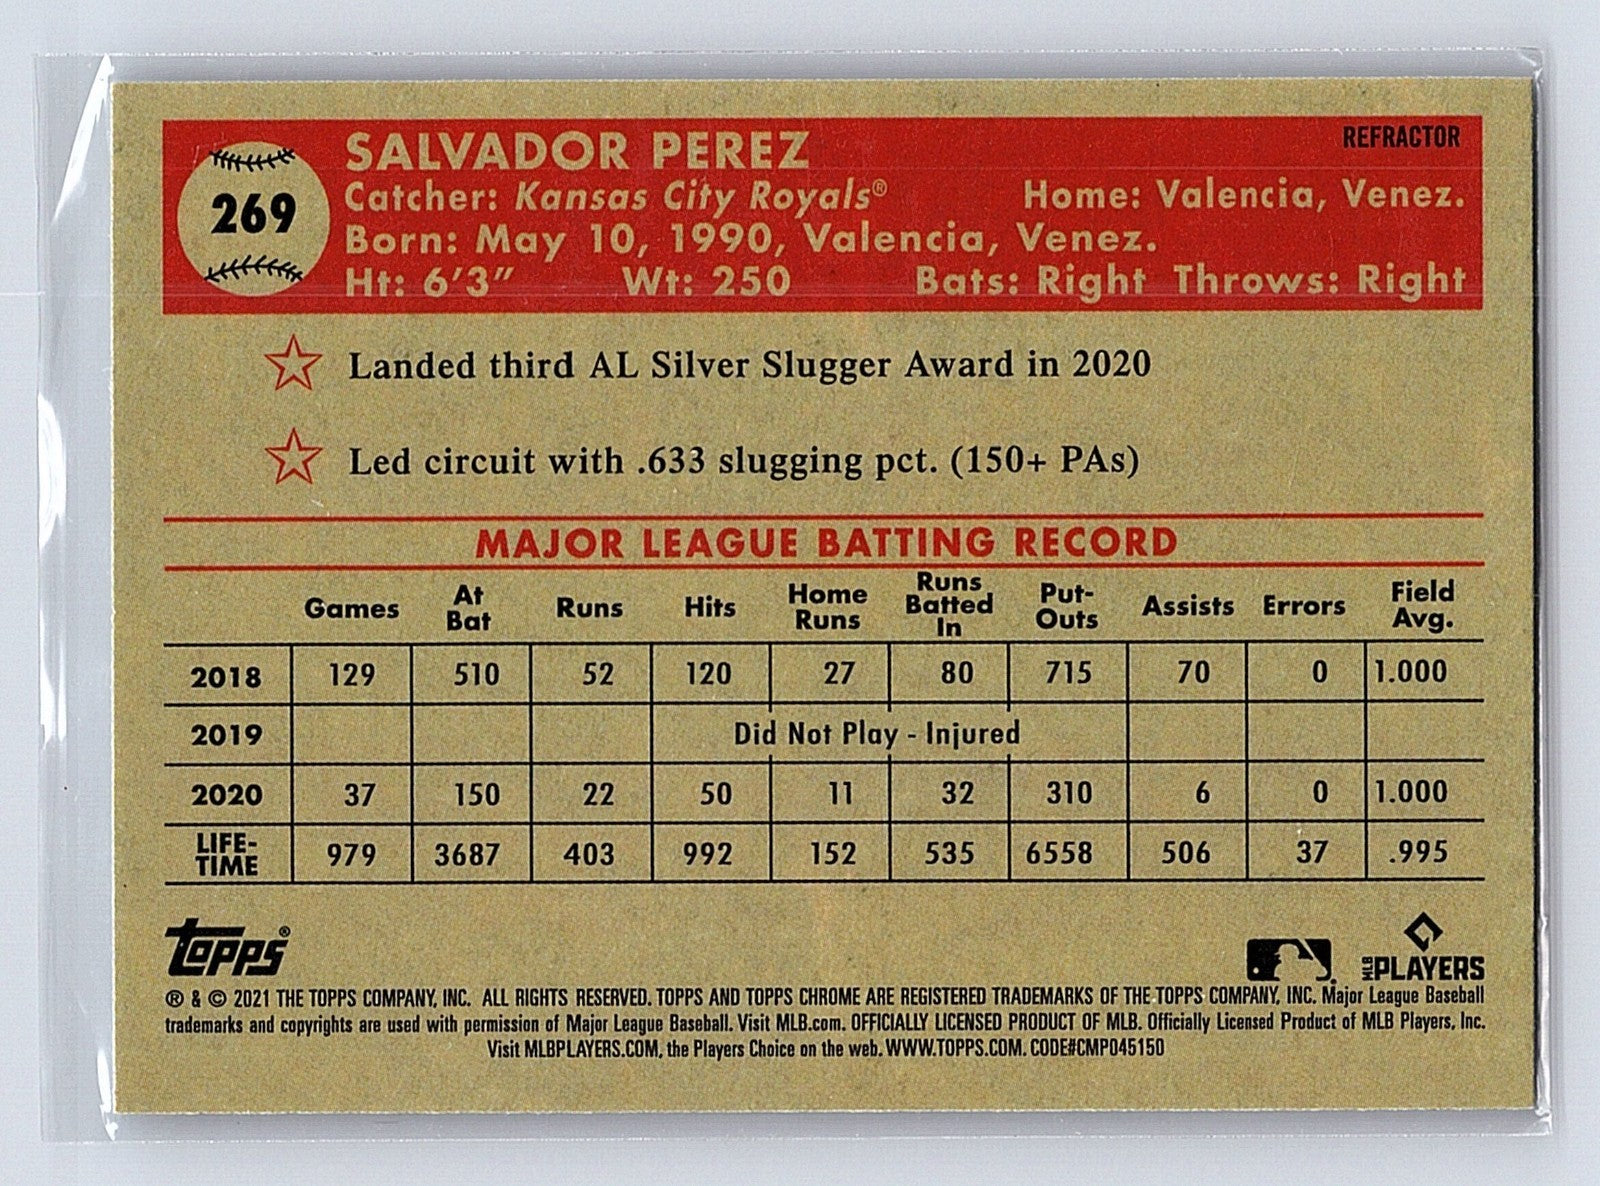 269
SALVADOR PEREZ
REFRACTOR
Catcher: Kansas City Royals® Home: Valencia, Venez.
Born: May 10, 1990, Valencia, Venez.
Ht: 6'3" Wt: 250 Bats: Right Throws: Right
Landed third AL Silver Slugger Award in 2020
Led circuit with .633 slugging pct. (150+ PAs)
MAJOR LEAGUE BATTING RECORD
Games At Bat Runs Hits Home Runs Runs Batted In Put-Outs Assists Errors Field Avg.
2018 129 510 52 120 27 80 715 70 0 1.000
2019 Did Not Play - Injured
2020 37 150 22 50 11 32 310 6 0 1.000
LIFE-TIME 979 3687 403 992 152 535 6558 506 37 .995
topps®
MLB PLAYERS
® & © 2021 THE TOPPS COMPANY, INC. ALL RIGHTS RESERVED. TOPPS AND TOPPS CHROME ARE REGISTERED TRADEMARKS OF THE TOPPS COMPANY, INC. Major League Baseball
trademarks and copyrights are used with permission of Major League Baseball. Visit MLB.com. OFFICIALLY LICENSED PRODUCT OF MLB. Officially Licensed Product of MLB Players, Inc.
Visit MLBPLAYERS.COM, the Players Choice on the web. WWW.TOPPS.COM. CODE#CMP045150